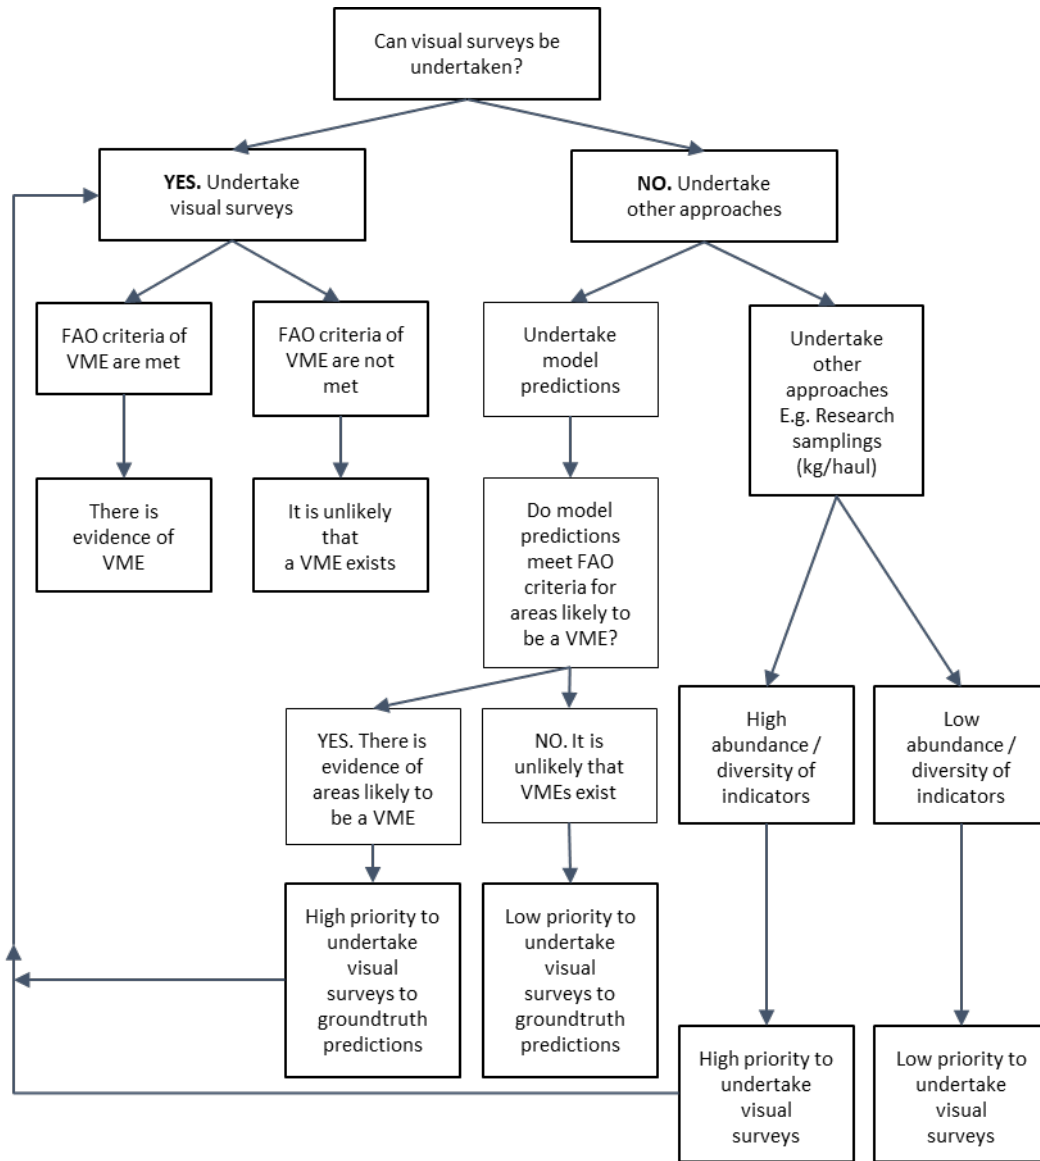 Can visual surveys be
undertaken?
YES. Undertake
visual surveys
NO. Undertake
other approaches
FAO criteria of
VME are met
FAO criteria of
VME are not
met
Undertake
model
predictions
Undertake
other
approaches
E.g. Research
samplings
(kg/haul)
There is
evidence of
VME
It is unlikely
that
a VME exists
Do model
predictions
meet FAO
criteria for
areas likely to
be a VME?
YES. There is
evidence of
areas likely to
be a VME
NO. It is
unlikely that
VMEs exist
High
abundance /
diversity of
indicators
Low
abundance /
diversity of
indicators
High priority to
undertake
visual
surveys to
groundtruth
predictions
Low priority to
undertake
visual
surveys to
groundtruth
predictions
High priority to
undertake
visual
surveys
Low priority to
undertake
visual
surveys